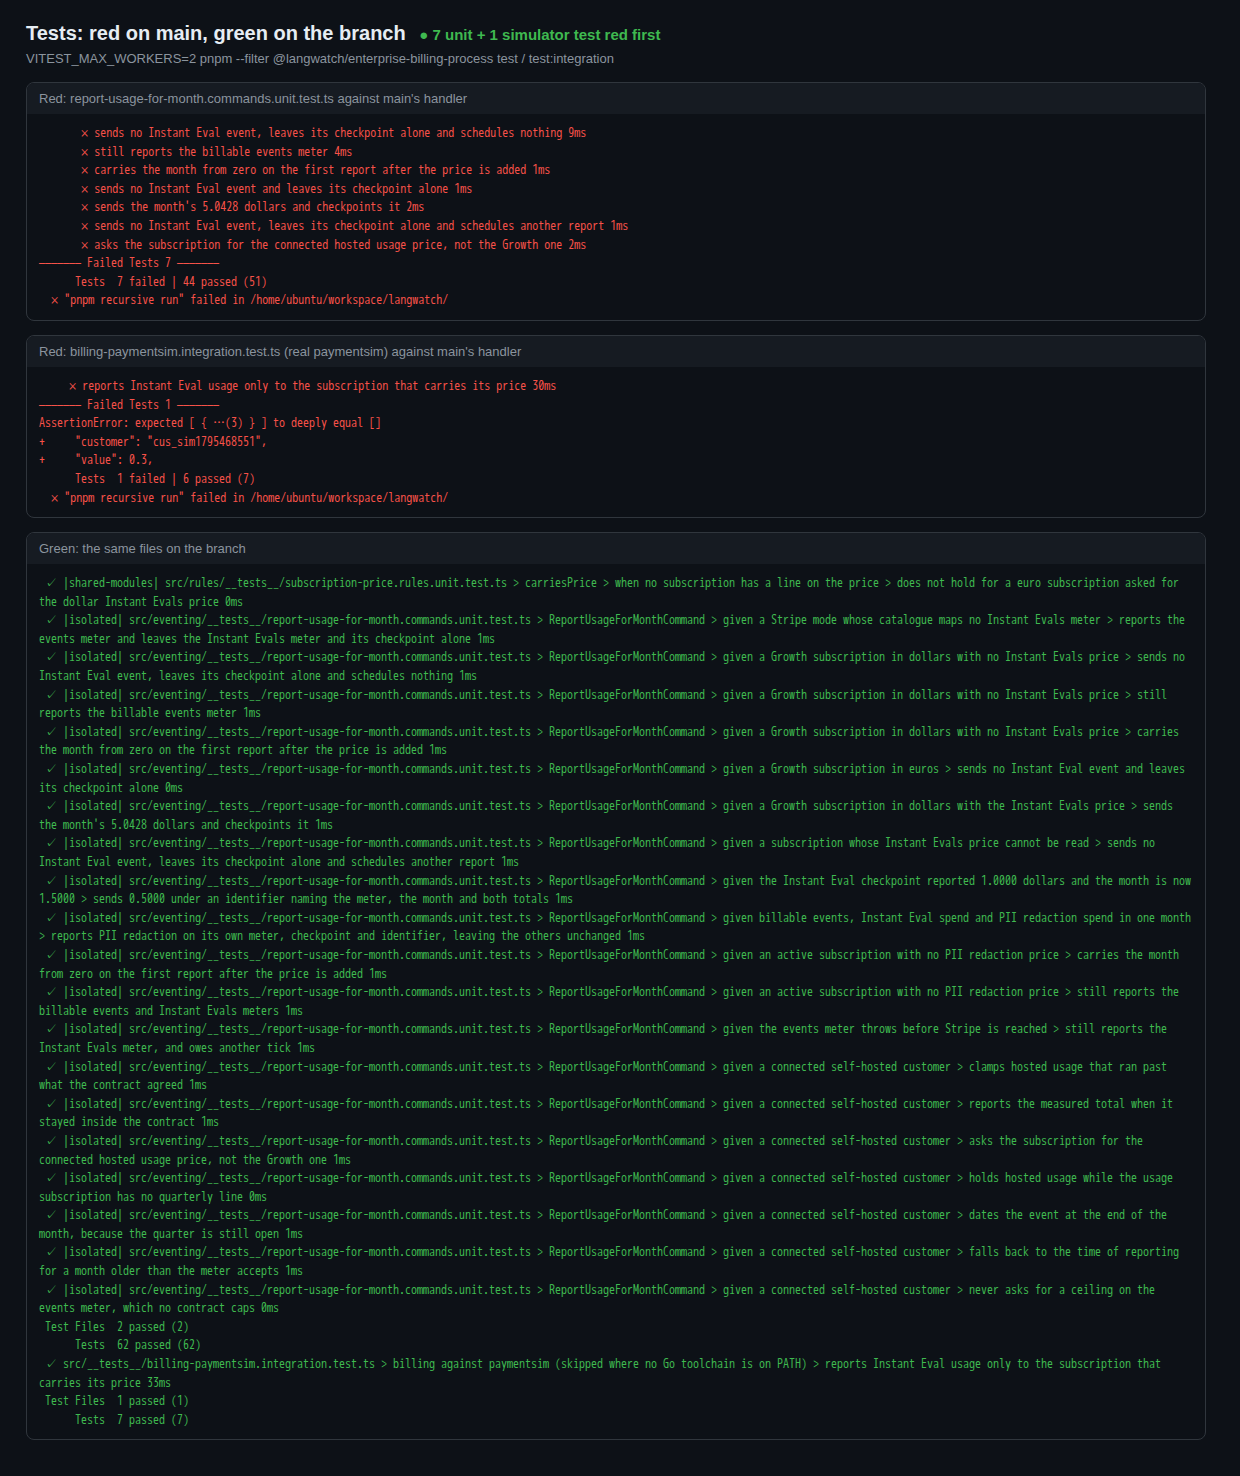 Tests: red on main, green on the branch ● 7 unit + 1 simulator test red first
VITEST_MAX_WORKERS=2 pnpm --filter @langwatch/enterprise-billing-process test / test:integration
Red: report-usage-for-month.commands.unit.test.ts against main's handler
× sends no Instant Eval event, leaves its checkpoint alone and schedules nothing 9ms
× still reports the billable events meter 4ms
× carries the month from zero on the first report after the price is added 1ms
× sends no Instant Eval event and leaves its checkpoint alone 1ms
× sends the month's 5.0428 dollars and checkpoints it 2ms
× sends no Instant Eval event, leaves its checkpoint alone and schedules another report 1ms
× asks the subscription for the connected hosted usage price, not the Growth one 2ms
——————— Failed Tests 7 ———————
Tests  7 failed | 44 passed (51)
× "pnpm recursive run" failed in /home/ubuntu/workspace/langwatch/
Red: billing-paymentsim.integration.test.ts (real paymentsim) against main's handler
× reports Instant Eval usage only to the subscription that carries its price 30ms
——————— Failed Tests 1 ———————
AssertionError: expected [ { …(3) } ] to deeply equal []
+     "customer": "cus_sim1795468551",
+     "value": 0.3,
Tests  1 failed | 6 passed (7)
× "pnpm recursive run" failed in /home/ubuntu/workspace/langwatch/
Green: the same files on the branch
✓ |shared-modules| src/rules/__tests__/subscription-price.rules.unit.test.ts > carriesPrice > when no subscription has a line on the price > does not hold for a euro subscription asked for
the dollar Instant Evals price 0ms
✓ |isolated| src/eventing/__tests__/report-usage-for-month.commands.unit.test.ts > ReportUsageForMonthCommand > given a Stripe mode whose catalogue maps no Instant Evals meter > reports the
events meter and leaves the Instant Evals meter and its checkpoint alone 1ms
✓ |isolated| src/eventing/__tests__/report-usage-for-month.commands.unit.test.ts > ReportUsageForMonthCommand > given a Growth subscription in dollars with no Instant Evals price > sends no
Instant Eval event, leaves its checkpoint alone and schedules nothing 1ms
✓ |isolated| src/eventing/__tests__/report-usage-for-month.commands.unit.test.ts > ReportUsageForMonthCommand > given a Growth subscription in dollars with no Instant Evals price > still
reports the billable events meter 1ms
✓ |isolated| src/eventing/__tests__/report-usage-for-month.commands.unit.test.ts > ReportUsageForMonthCommand > given a Growth subscription in dollars with no Instant Evals price > carries
the month from zero on the first report after the price is added 1ms
✓ |isolated| src/eventing/__tests__/report-usage-for-month.commands.unit.test.ts > ReportUsageForMonthCommand > given a Growth subscription in euros > sends no Instant Eval event and leaves
its checkpoint alone 0ms
✓ |isolated| src/eventing/__tests__/report-usage-for-month.commands.unit.test.ts > ReportUsageForMonthCommand > given a Growth subscription in dollars with the Instant Evals price > sends
the month's 5.0428 dollars and checkpoints it 1ms
✓ |isolated| src/eventing/__tests__/report-usage-for-month.commands.unit.test.ts > ReportUsageForMonthCommand > given a subscription whose Instant Evals price cannot be read > sends no
Instant Eval event, leaves its checkpoint alone and schedules another report 1ms
✓ |isolated| src/eventing/__tests__/report-usage-for-month.commands.unit.test.ts > ReportUsageForMonthCommand > given the Instant Eval checkpoint reported 1.0000 dollars and the month is now
1.5000 > sends 0.5000 under an identifier naming the meter, the month and both totals 1ms
✓ |isolated| src/eventing/__tests__/report-usage-for-month.commands.unit.test.ts > ReportUsageForMonthCommand > given billable events, Instant Eval spend and PII redaction spend in one month
> reports PII redaction on its own meter, checkpoint and identifier, leaving the others unchanged 1ms
✓ |isolated| src/eventing/__tests__/report-usage-for-month.commands.unit.test.ts > ReportUsageForMonthCommand > given an active subscription with no PII redaction price > carries the month
from zero on the first report after the price is added 1ms
✓ |isolated| src/eventing/__tests__/report-usage-for-month.commands.unit.test.ts > ReportUsageForMonthCommand > given an active subscription with no PII redaction price > still reports the
billable events and Instant Evals meters 1ms
✓ |isolated| src/eventing/__tests__/report-usage-for-month.commands.unit.test.ts > ReportUsageForMonthCommand > given the events meter throws before Stripe is reached > still reports the
Instant Evals meter, and owes another tick 1ms
✓ |isolated| src/eventing/__tests__/report-usage-for-month.commands.unit.test.ts > ReportUsageForMonthCommand > given a connected self-hosted customer > clamps hosted usage that ran past
what the contract agreed 1ms
✓ |isolated| src/eventing/__tests__/report-usage-for-month.commands.unit.test.ts > ReportUsageForMonthCommand > given a connected self-hosted customer > reports the measured total when it
stayed inside the contract 1ms
✓ |isolated| src/eventing/__tests__/report-usage-for-month.commands.unit.test.ts > ReportUsageForMonthCommand > given a connected self-hosted customer > asks the subscription for the
connected hosted usage price, not the Growth one 1ms
✓ |isolated| src/eventing/__tests__/report-usage-for-month.commands.unit.test.ts > ReportUsageForMonthCommand > given a connected self-hosted customer > holds hosted usage while the usage
subscription has no quarterly line 0ms
✓ |isolated| src/eventing/__tests__/report-usage-for-month.commands.unit.test.ts > ReportUsageForMonthCommand > given a connected self-hosted customer > dates the event at the end of the
month, because the quarter is still open 1ms
✓ |isolated| src/eventing/__tests__/report-usage-for-month.commands.unit.test.ts > ReportUsageForMonthCommand > given a connected self-hosted customer > falls back to the time of reporting
for a month older than the meter accepts 1ms
✓ |isolated| src/eventing/__tests__/report-usage-for-month.commands.unit.test.ts > ReportUsageForMonthCommand > given a connected self-hosted customer > never asks for a ceiling on the
events meter, which no contract caps 0ms
Test Files  2 passed (2)
Tests  62 passed (62)
✓ src/__tests__/billing-paymentsim.integration.test.ts > billing against paymentsim (skipped where no Go toolchain is on PATH) > reports Instant Eval usage only to the subscription that
carries its price 33ms
Test Files  1 passed (1)
Tests  7 passed (7)